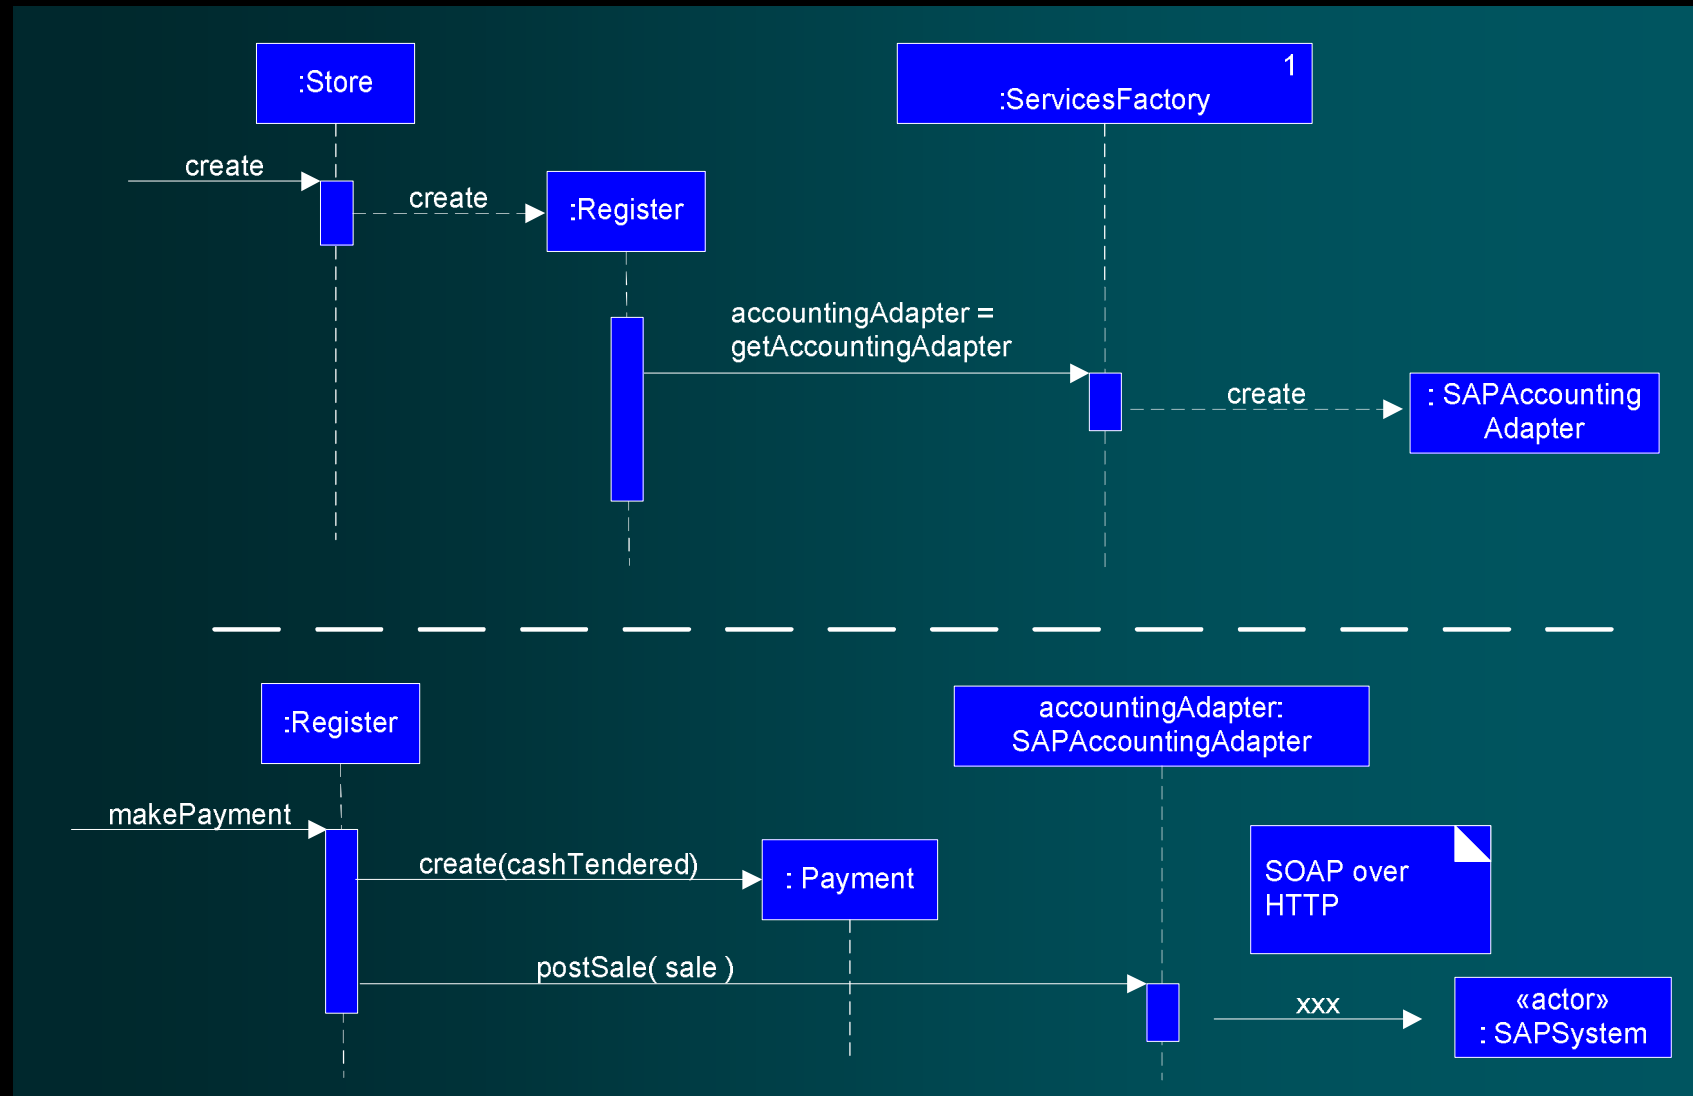 :Store
1
:ServicesFactory
create
create
:Register
accountingAdapter =
getAccountingAdapter
create
: SAPAccounting
Adapter
:Register
accountingAdapter:
SAPAccountingAdapter
makePayment
create(cashTendered)
: Payment
SOAP over
HTTP
postSale( sale )
xxx
«actor»
: SAPSystem